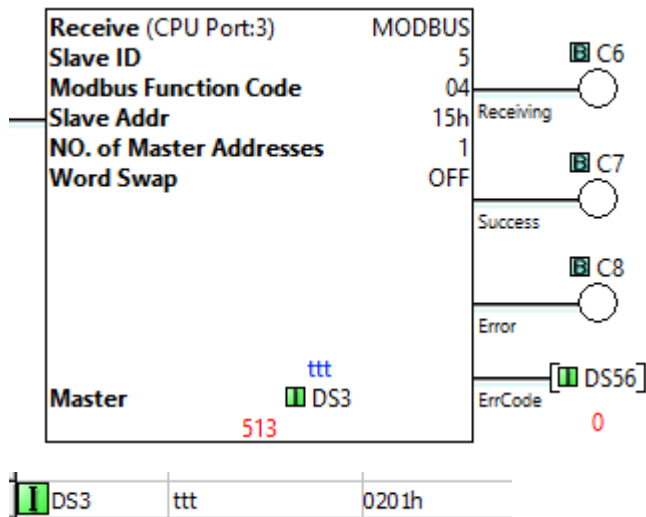 Receive (CPU Port:3) MODBUS
Slave ID 5
Modbus Function Code 04
Slave Addr 15h
NO. of Master Addresses 1
Word Swap OFF
B C6
Receiving
B C7
Success
B C8
Error
ttt
Master I DS3
513
ErrCode
I DS56
0
I DS3 ttt 0201h